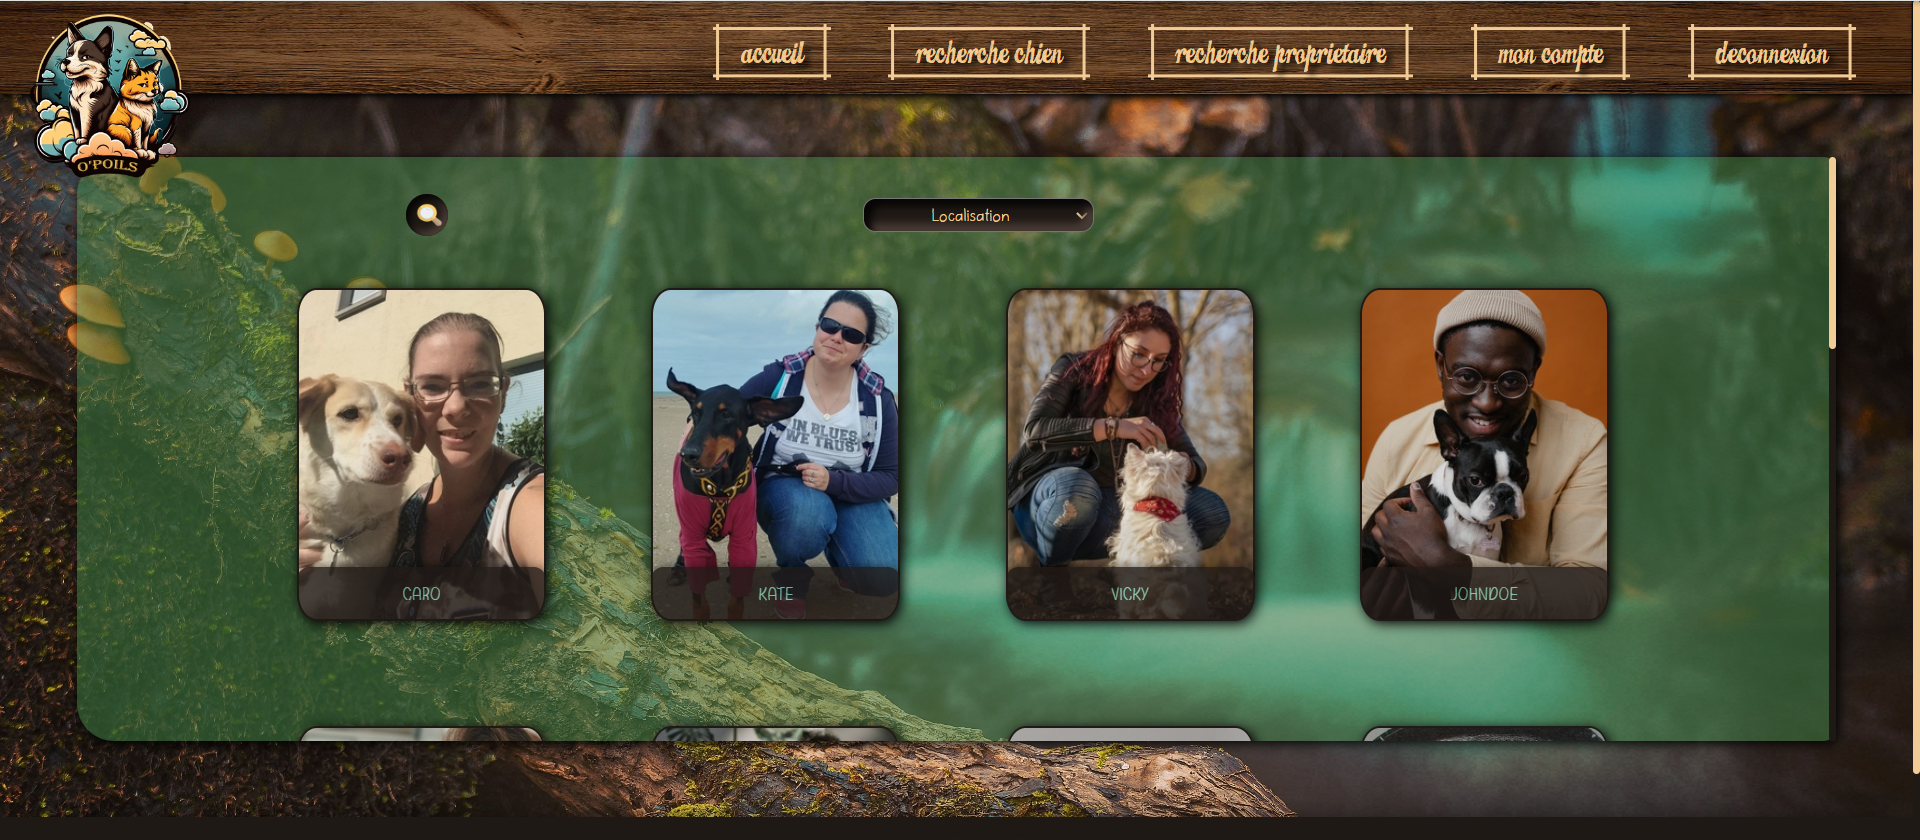 accueil
recherche chien
recherche proprietaire
mon compte
deconnexion
O'POILS
Localisation
IN BLUES
WE TRUST
CARO
KATE
VICKY
JOHNDOE